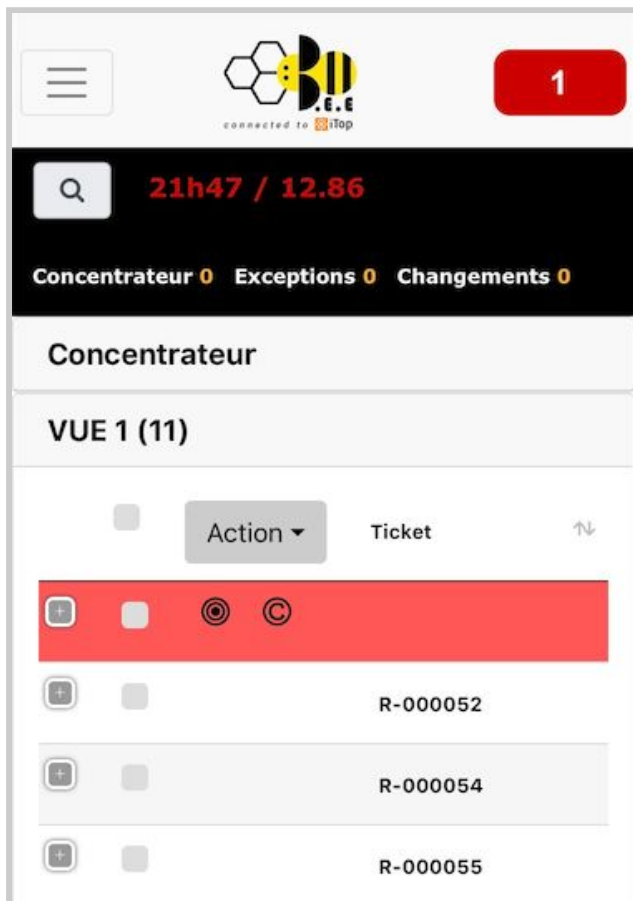 B.E.E
connected to iTop
1
21h47 / 12.86
Concentrateur 0 Exceptions 0 Changements 0
Concentrateur
VUE 1 (11)
Action Ticket
R-000052
R-000054
R-000055